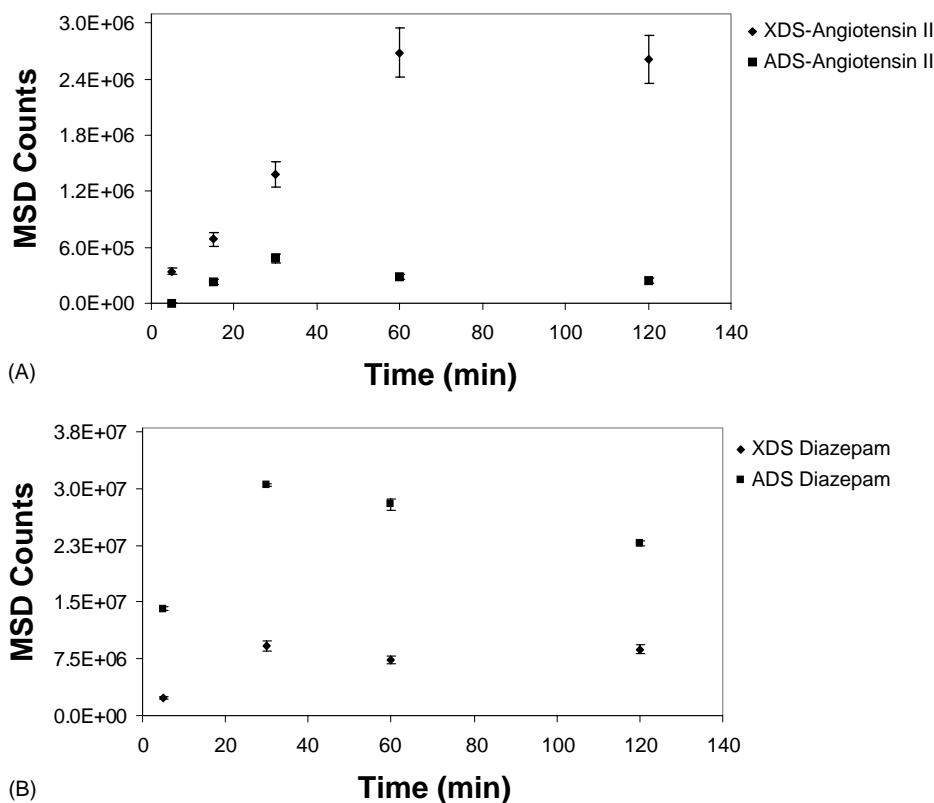 3.0E+06
2.4E+06
1.8E+06
1.2E+06
6.0E+05
0.0E+00
MSD Counts
0 20 40 60 80 100 120 140
Time (min)
XDS-Angiotensin II
ADS-Angiotensin II
(A)
3.8E+07
3.0E+07
2.3E+07
1.5E+07
7.5E+06
0.0E+00
MSD Counts
0 20 40 60 80 100 120 140
Time (min)
XDS Diazepam
ADS Diazepam
(B)